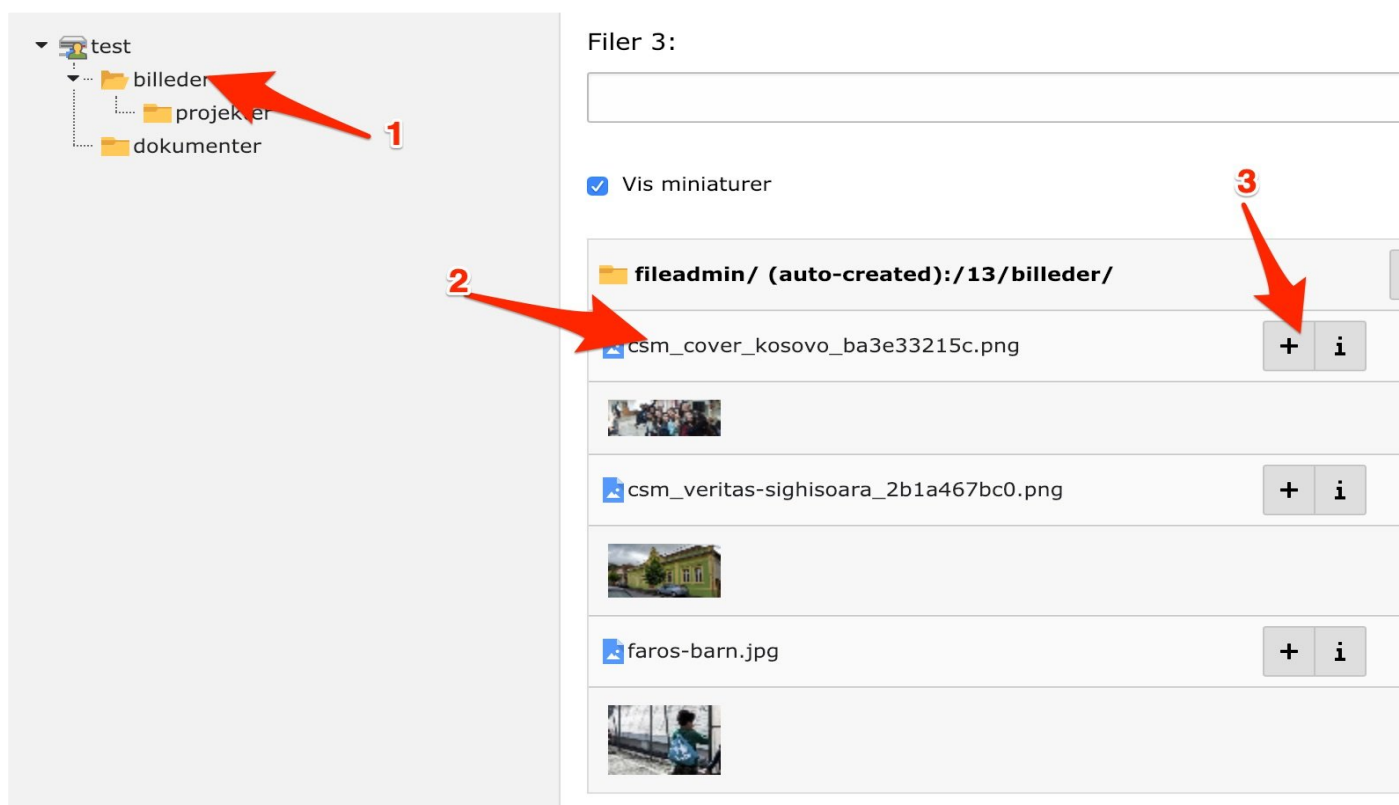 test
billeder
projekter
dokumenter
1
Filer 3:
Vis miniaturer
3
2
fileadmin/ (auto-created):/13/billeder/
csm_cover_kosovo_ba3e33215c.png
+ i
csm_veritas-sighisoara_2b1a467bc0.png
+ i
faros-barn.jpg
+ i